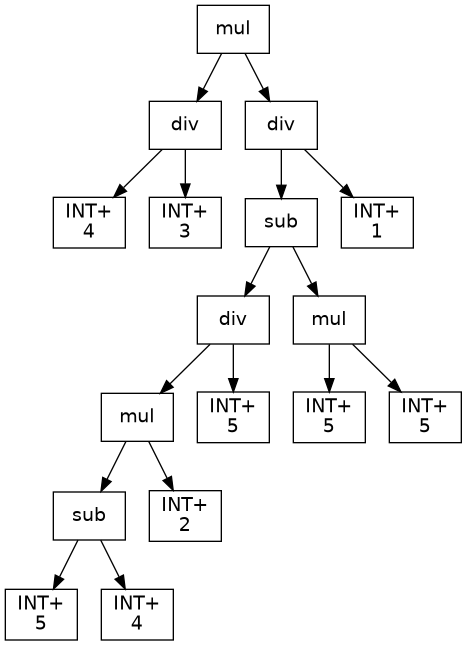 mul
div
div
INT+
4
INT+
3
sub
INT+
1
div
mul
mul
INT+
5
INT+
5
INT+
5
sub
INT+
2
INT+
5
INT+
4